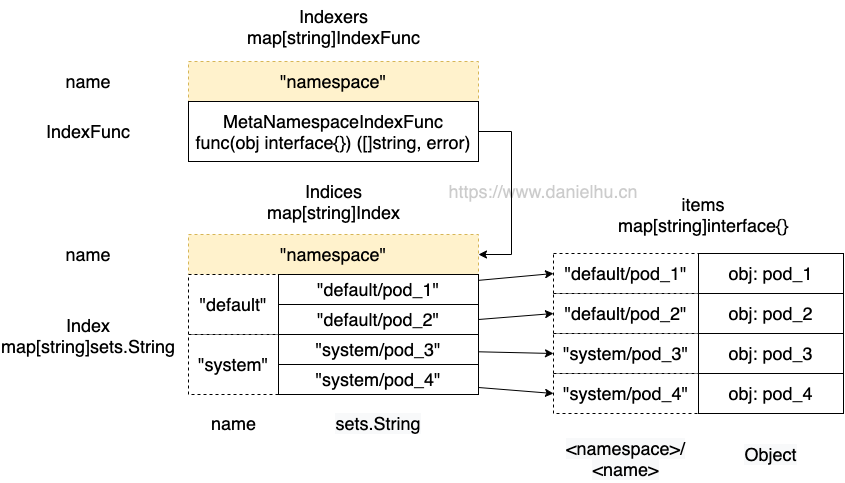 Indexers
map[string]IndexFunc
name
"namespace"
IndexFunc
MetaNamespaceIndexFunc
func(obj interface{}) ([]string, error)
https://www.danielhu.cn
Indices
map[string]Index
items
map[string]interface{}
name
"namespace"
Index
map[string]sets.String
"default"
"default/pod_1"
"default/pod_2"
"system"
"system/pod_3"
"system/pod_4"
"default/pod_1"
obj: pod_1
"default/pod_2"
obj: pod_2
"system/pod_3"
obj: pod_3
"system/pod_4"
obj: pod_4
name
sets.String
<namespace>/
<name>
Object